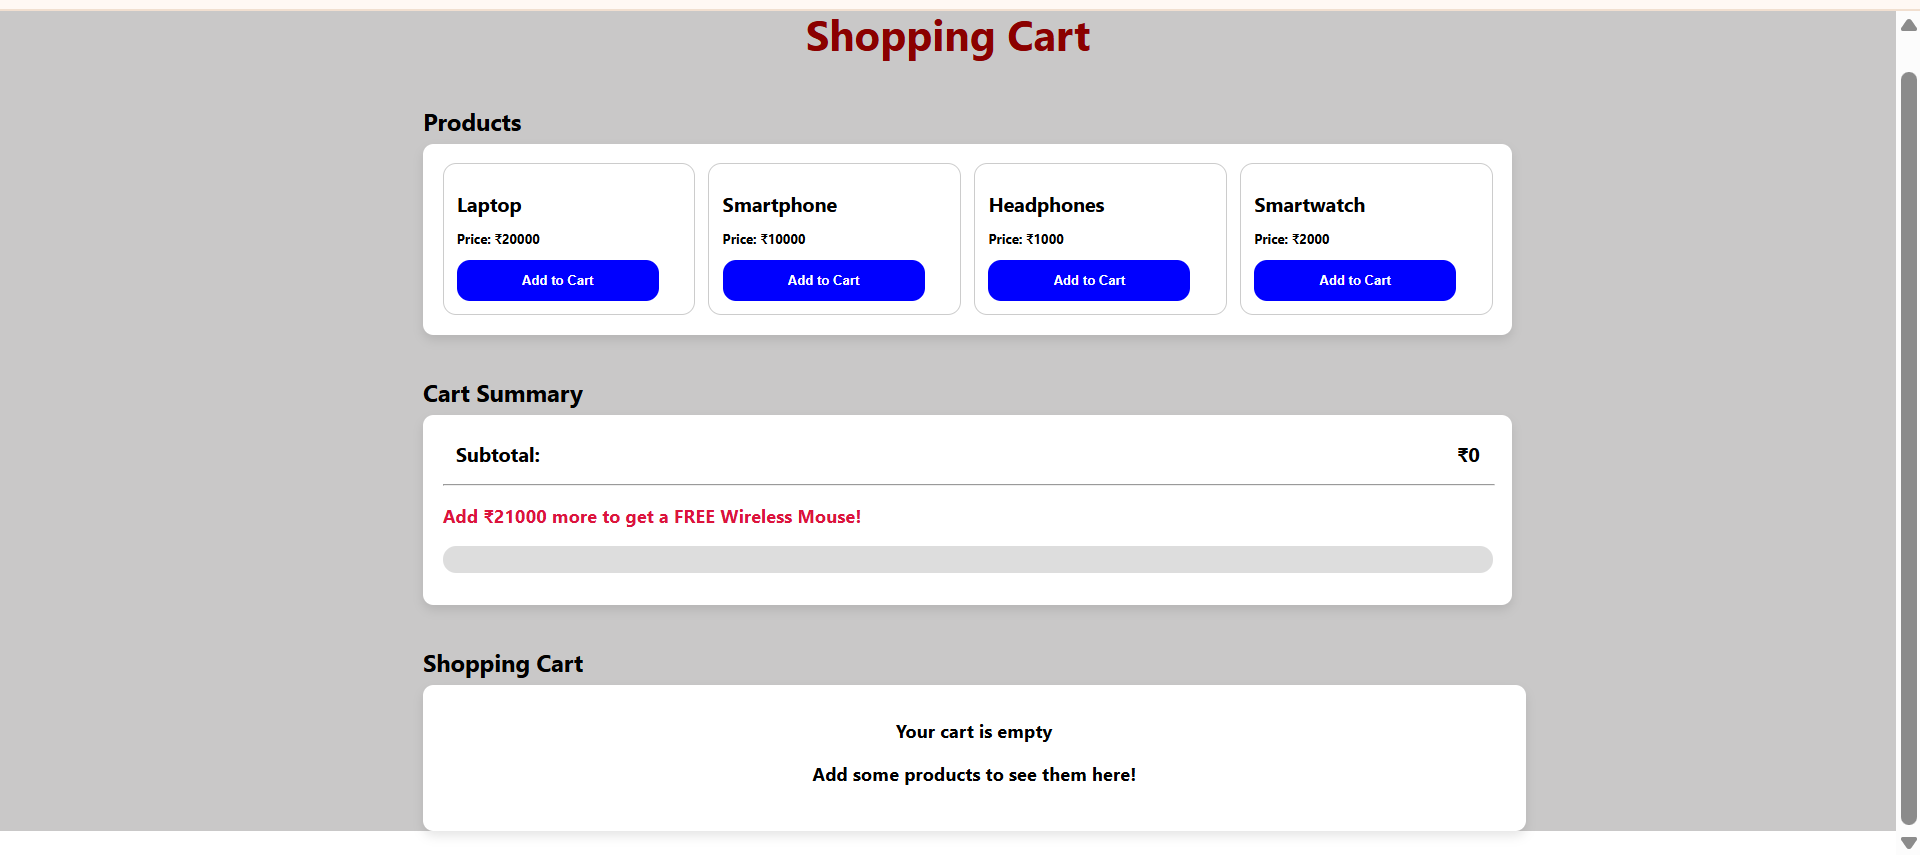 Shopping Cart
Products
Laptop
Price: ₹20000
Add to Cart
Smartphone
Price: ₹10000
Add to Cart
Headphones
Price: ₹1000
Add to Cart
Smartwatch
Price: ₹2000
Add to Cart
Cart Summary
Subtotal: ₹0
Add ₹21000 more to get a FREE Wireless Mouse!
Shopping Cart
Your cart is empty
Add some products to see them here!